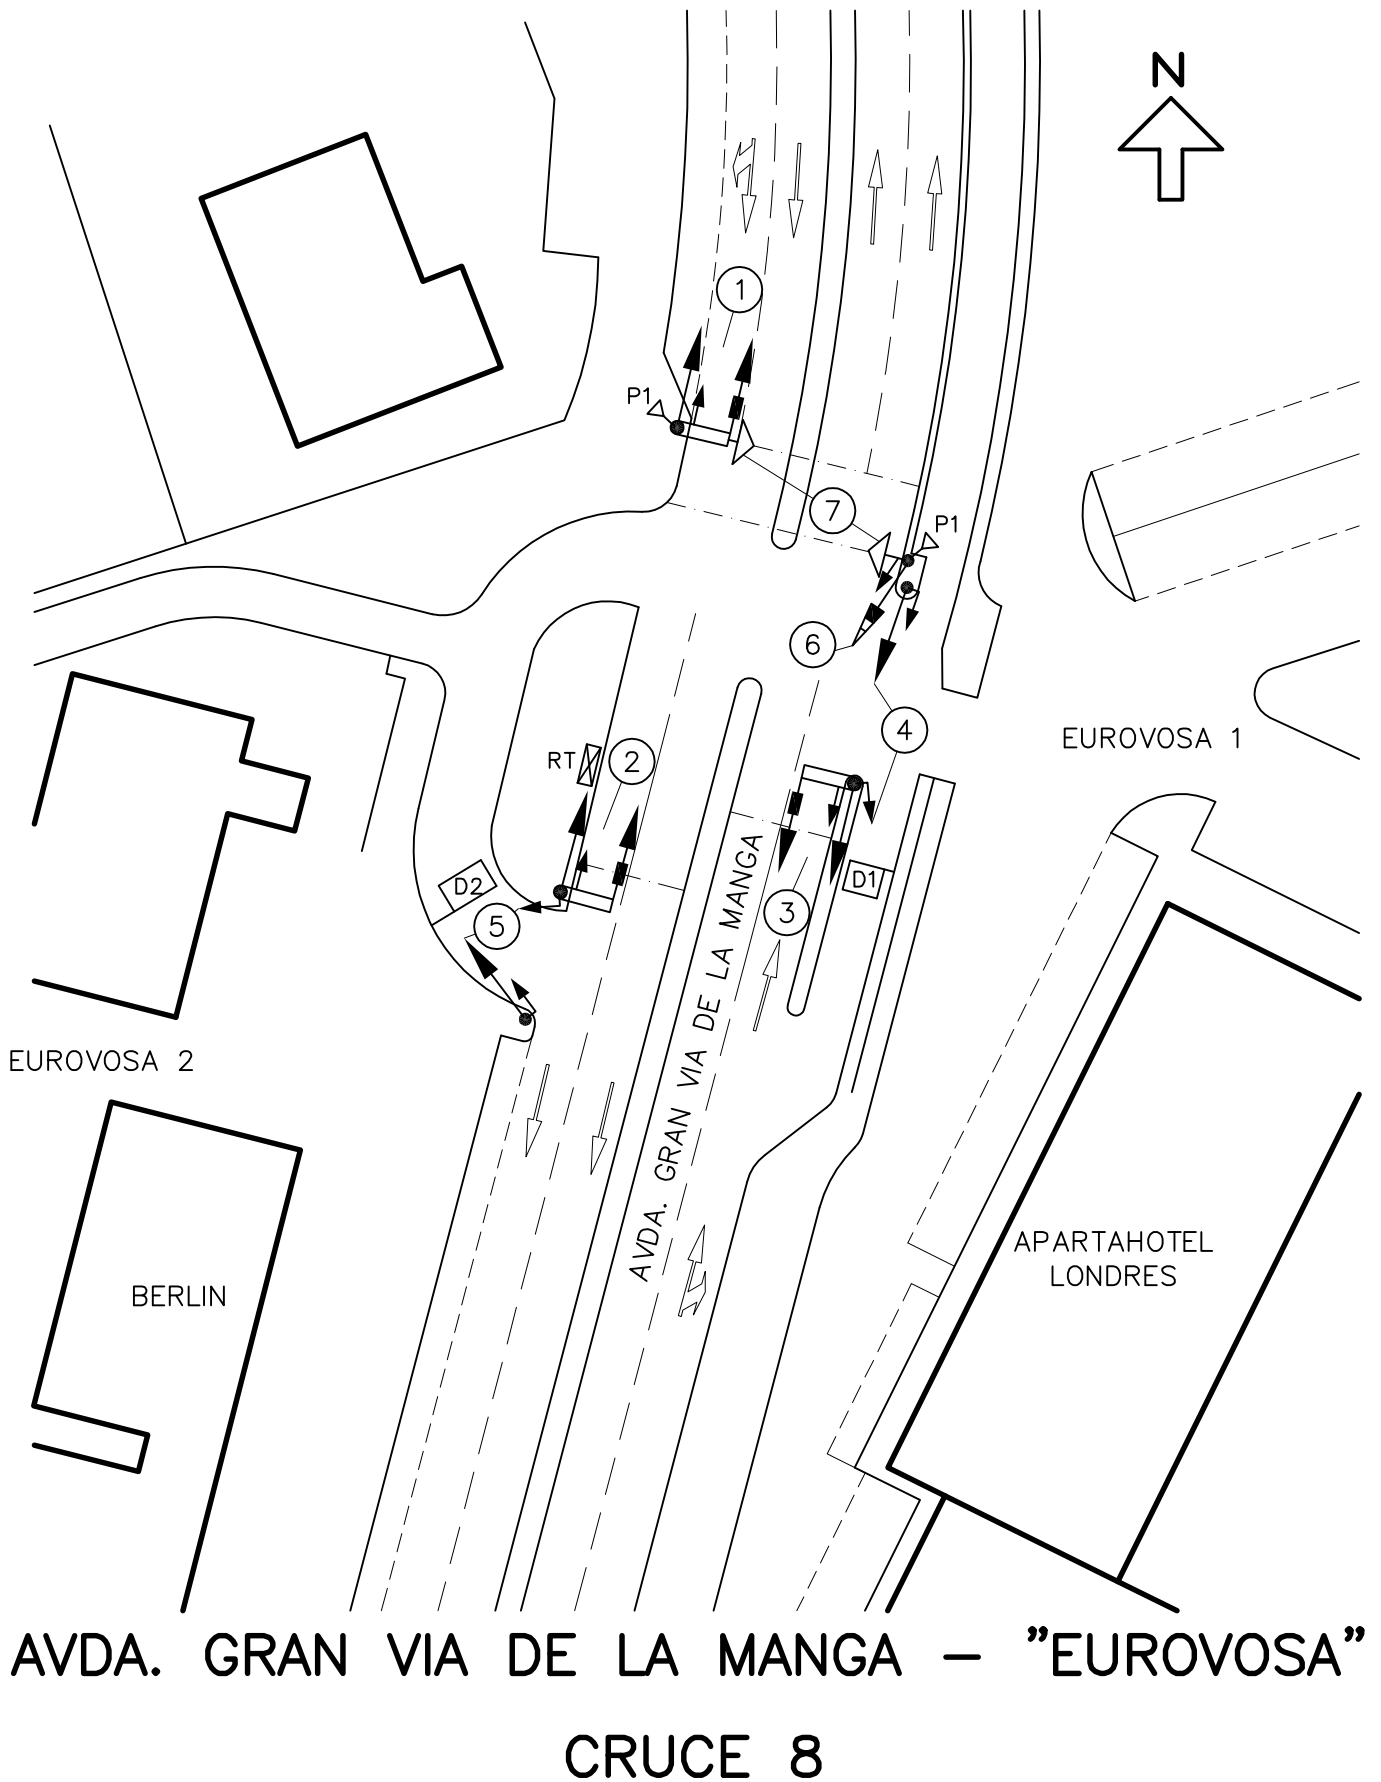 N
1
P1
7
P1
6
4
EUROVOSA 1
RT
2
D2
D1
3
5
AVDA. GRAN VIA DE LA MANGA
EUROVOSA 2
APARTAHOTEL
LONDRES
BERLIN
AVDA. GRAN VIA DE LA MANGA – ”EUROVOSA”
CRUCE 8